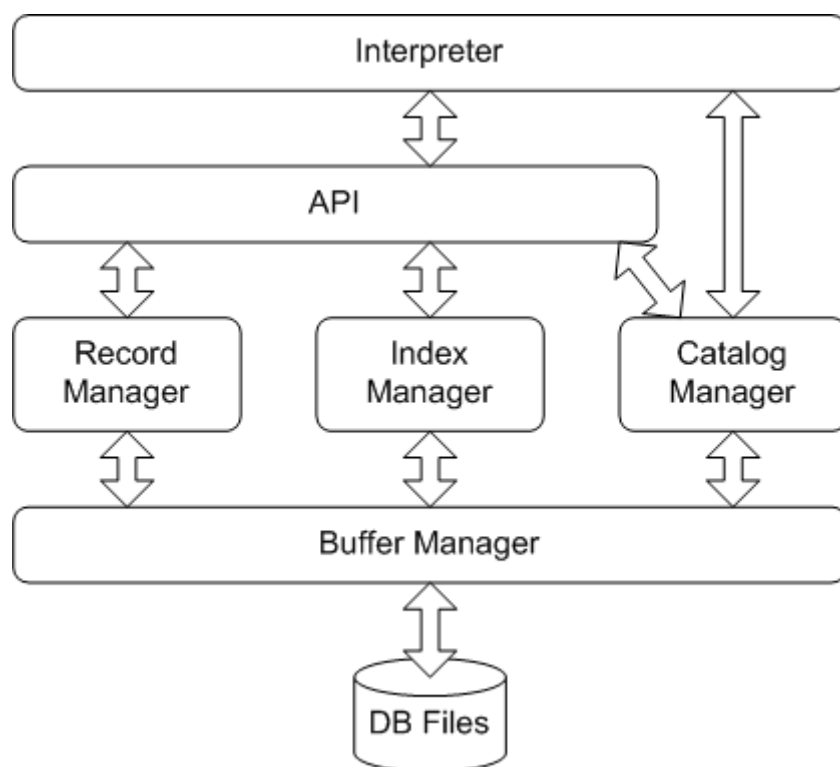 Interpreter
API
Record
Manager
Index
Manager
Catalog
Manager
Buffer Manager
DB Files